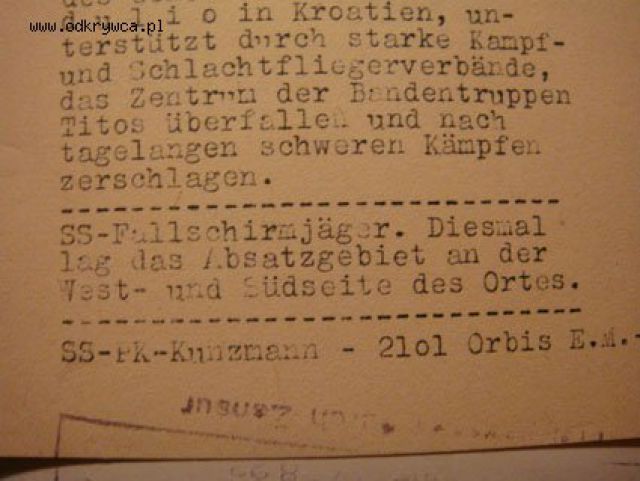 www.odkrywca.pl
des
i o in Kroatien, un-
terstützt durch starke Kampf-
und Schlachtfliegerverbände,
das Zentrum der Bandentruppen
Titos überfallen und nach
tagelangen schweren Kämpfen
zerschlagen.
SS-Fallschirmjäger. Diesmal
lag das Absatzgebiet an der
West- und Südseite des Ortes.
SS-PK-Kunzmann - 21o1 Orbis E.M.-